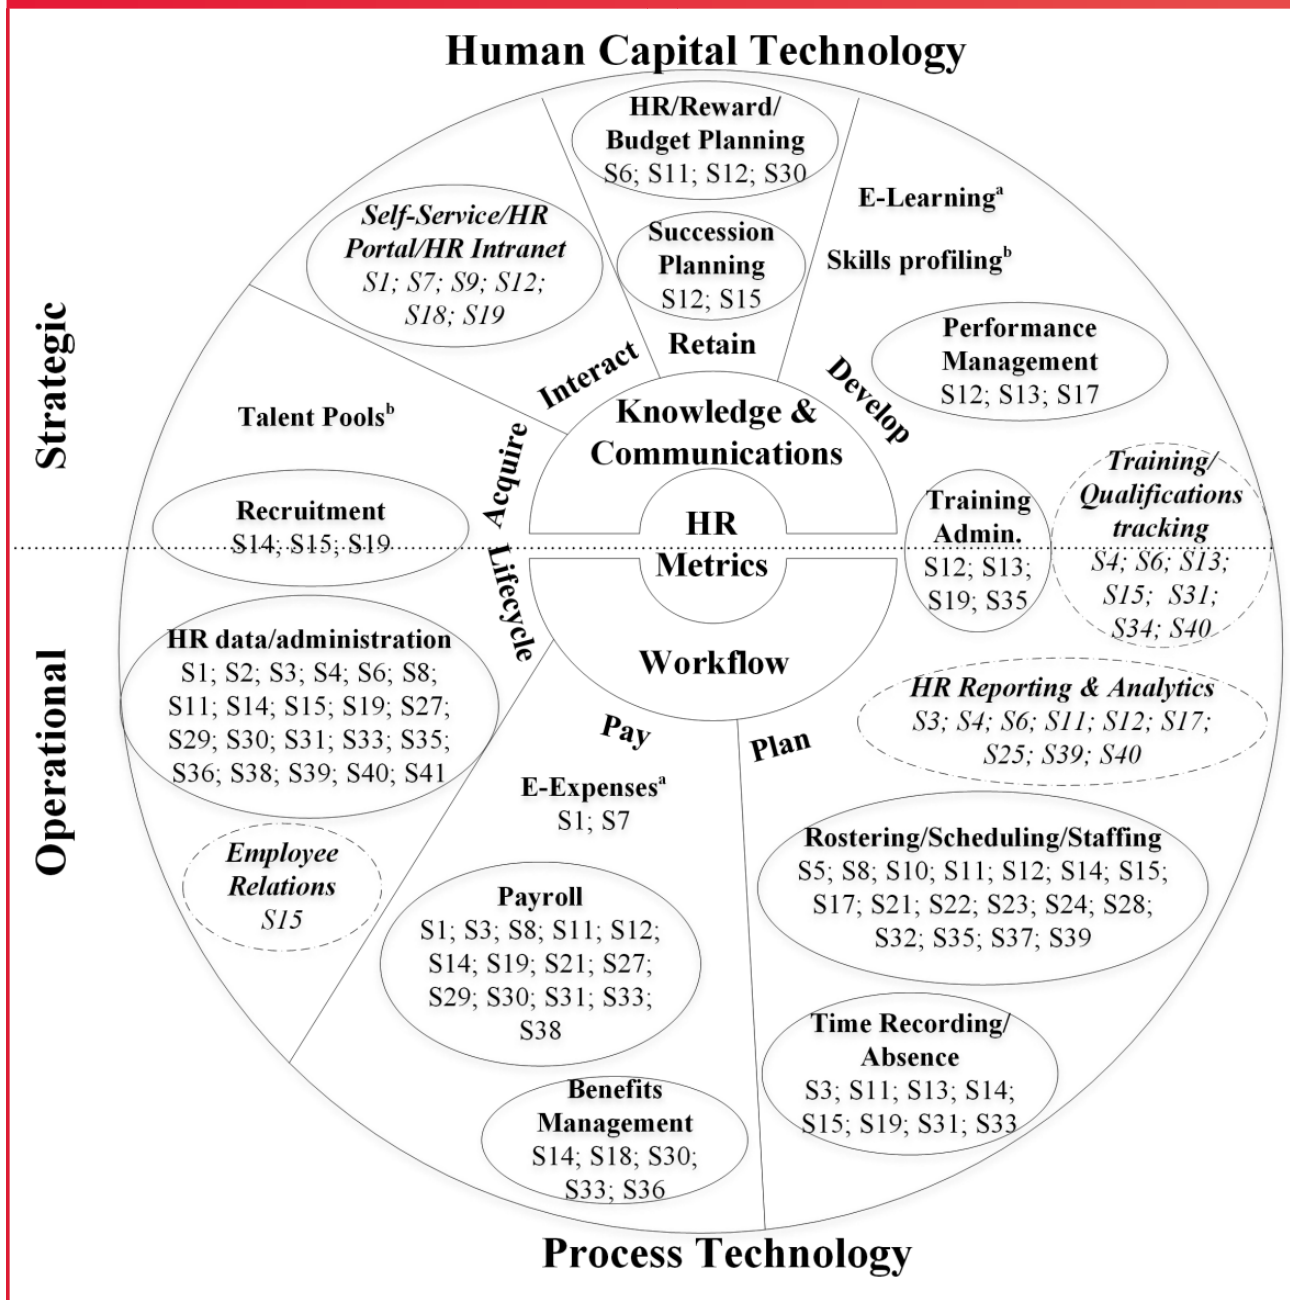 Human Capital Technology
HR/Reward/
Budget Planning
S6; S11; S12; S30
Self-Service/HR
Portal/HR Intranet
S1; S7; S9; S12;
S18; S19
Succession
Planning
S12; S15
E-Learningᵃ
Skills profilingᵇ
Performance
Management
S12; S13; S17
Strategic
Interact
Retain
Develop
Talent Poolsᵇ
Acquire
Knowledge &
Communications
Recruitment
S14; S15; S19
HR
Metrics
Training
Admin.
S12; S13;
S19; S35
Training/
Qualifications
tracking
S4; S6; S13;
S15; S31;
S34; S40
Operational
Lifecycle
Workflow
HR data/administration
S1; S2; S3; S4; S6; S8;
S11; S14; S15; S19; S27;
S29; S30; S31; S33; S35;
S36; S38; S39; S40; S41
HR Reporting & Analytics
S3; S4; S6; S11; S12; S17;
S25; S39; S40
Pay
Plan
E-Expensesᵃ
S1; S7
Employee
Relations
S15
Rostering/Scheduling/Staffing
S5; S8; S10; S11; S12; S14; S15;
S17; S21; S22; S23; S24; S28;
S32; S35; S37; S39
Payroll
S1; S3; S8; S11; S12;
S14; S19; S21; S27;
S29; S30; S31; S33;
S38
Time Recording/
Absence
S3; S11; S13; S14;
S15; S19; S31; S33
Benefits
Management
S14; S18; S30;
S33; S36
Process Technology